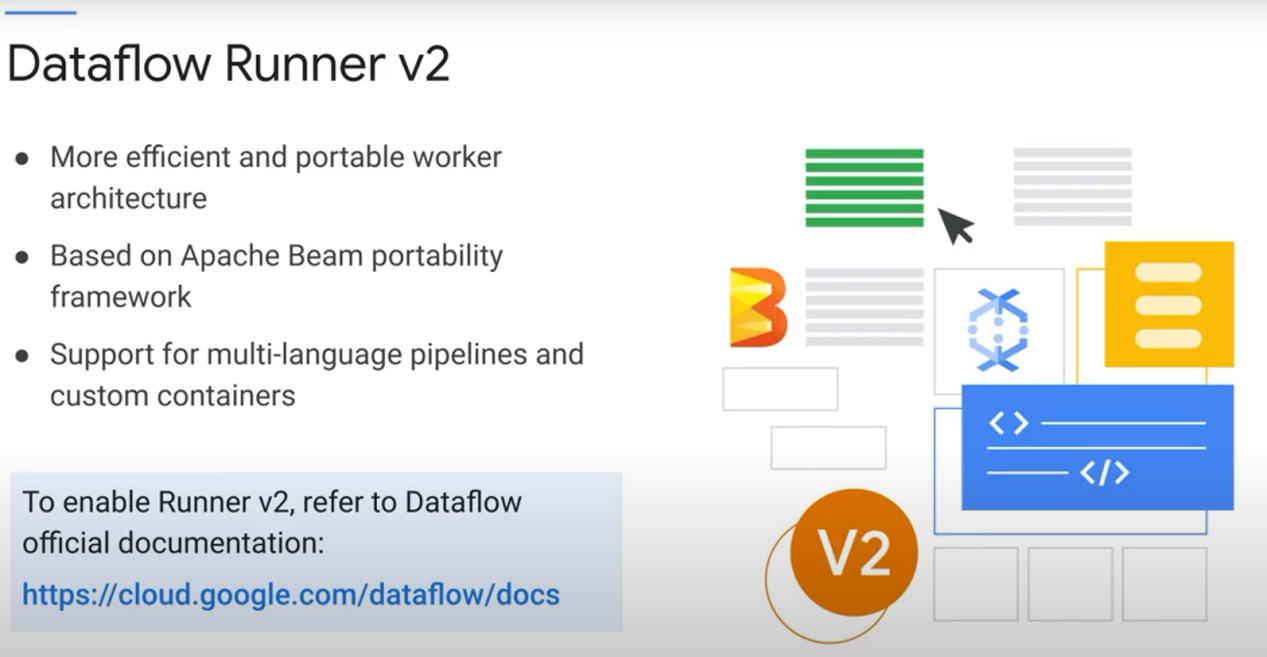 Dataflow Runner v2
● More efficient and portable worker
architecture
● Based on Apache Beam portability
framework
● Support for multi-language pipelines and
custom containers
To enable Runner v2, refer to Dataflow
official documentation:
https://cloud.google.com/dataflow/docs
<>
</>
V2